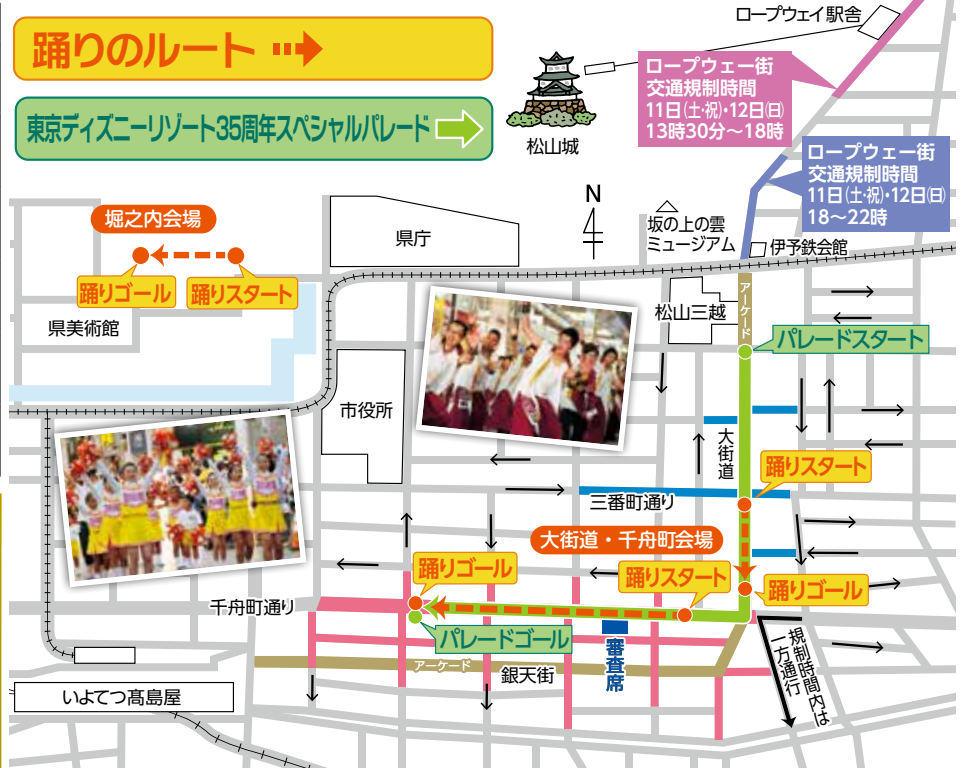 踊りのルート
東京ディズニーリゾート35周年スペシャルパレード
ロープウェイ駅舎
松山城
ロープウェー街
交通規制時間
11日(土・祝)・12日(日)
13時30分～18時
ロープウェー街
交通規制時間
11日(土・祝)・12日(日)
18～22時
N
坂の上の雲
ミュージアム
伊予鉄会館
県庁
堀之内会場
踊りゴール
踊りスタート
県美術館
松山三越
アーケード
パレードスタート
市役所
大街道
踊りスタート
三番町通り
大街道・千舟町会場
踊りゴール
踊りスタート
踊りゴール
千舟町通り
パレードゴール
アーケード
銀天街
審査席
規制時間内は
一方通行
いよてつ髙島屋